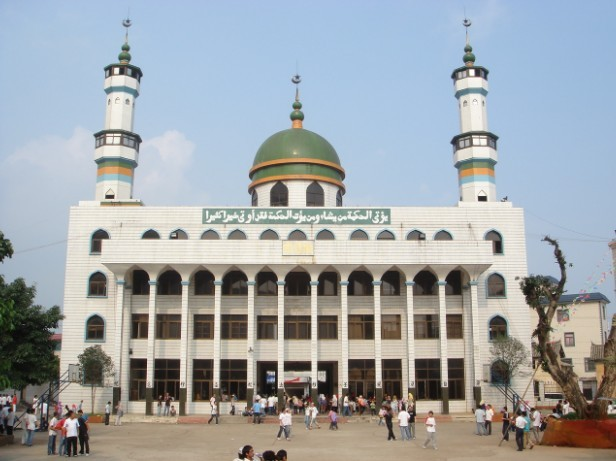 يؤتي الحكمة من يشاء ومن يؤت الحكمة فقد أوتي خيرا كثيرا